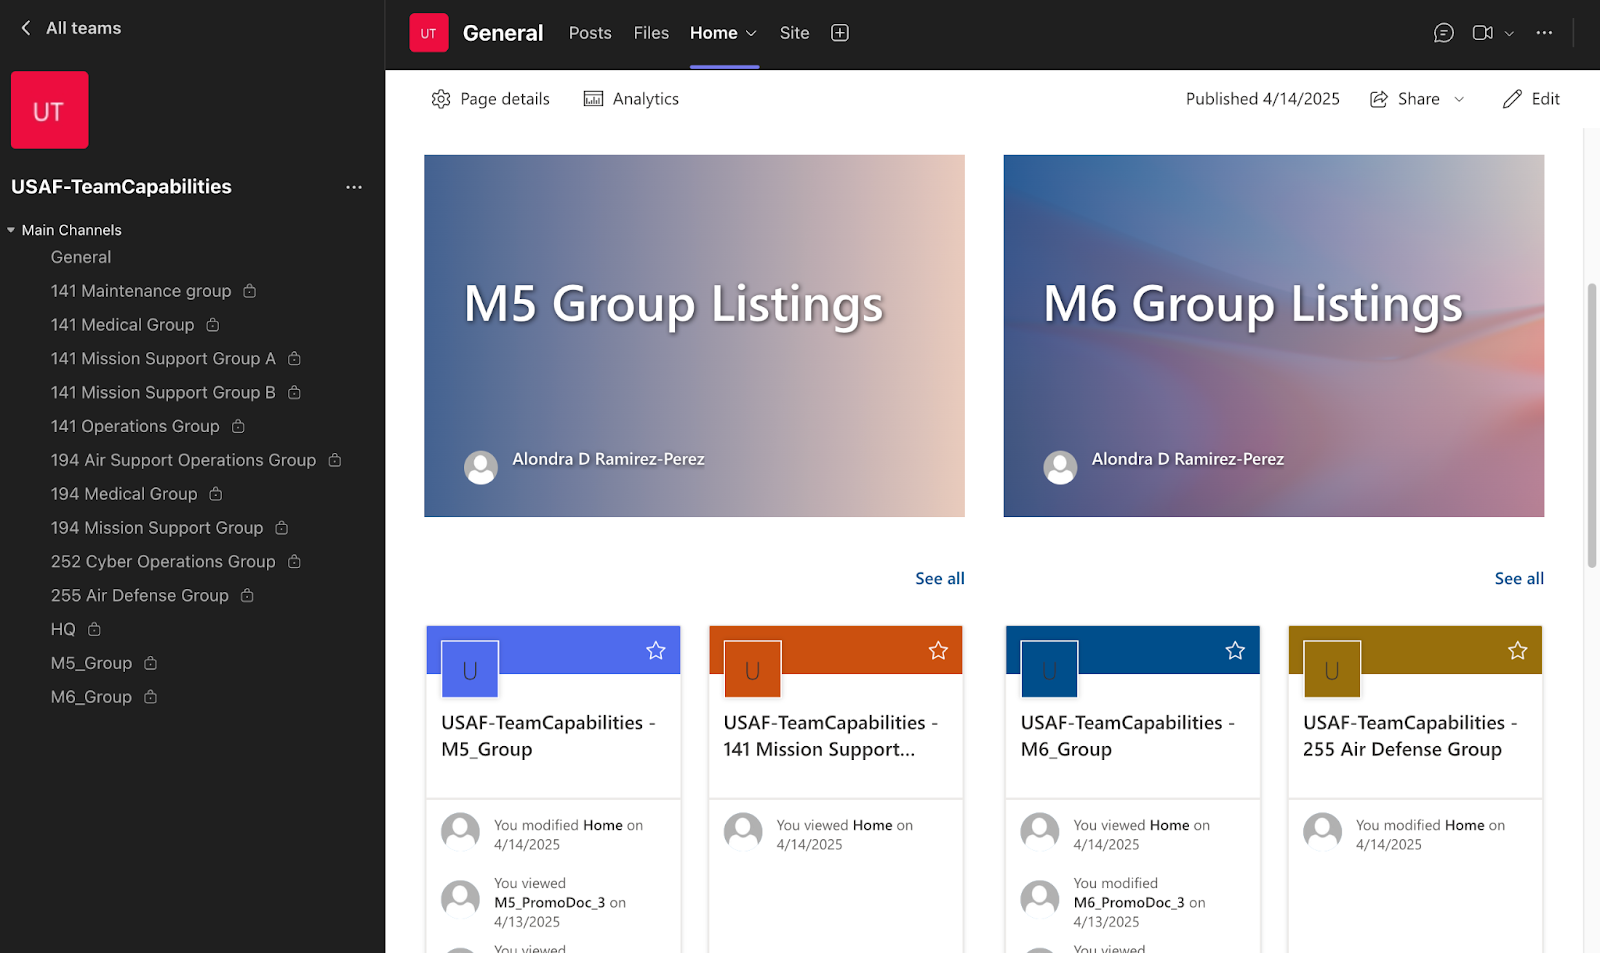 All teams
UT
USAF-TeamCapabilities
Main Channels
General
141 Maintenance group
141 Medical Group
141 Mission Support Group A
141 Mission Support Group B
141 Operations Group
194 Air Support Operations Group
194 Medical Group
194 Mission Support Group
252 Cyber Operations Group
255 Air Defense Group
HQ
M5_Group
M6_Group
UT
General
Posts
Files
Home
Site
Page details
Analytics
Published 4/14/2025
Share
Edit
M5 Group Listings
Alondra D Ramirez-Perez
M6 Group Listings
Alondra D Ramirez-Perez
See all
See all
U
USAF-TeamCapabilities -
M5_Group
You modified Home on
4/14/2025
You viewed
M5_PromoDoc_3 on
4/13/2025
You viewed
U
USAF-TeamCapabilities -
141 Mission Support...
You viewed Home on
4/14/2025
U
USAF-TeamCapabilities -
M6_Group
You viewed Home on
4/14/2025
You modified
M6_PromoDoc_3 on
4/13/2025
You viewed
U
USAF-TeamCapabilities -
255 Air Defense Group
You modified Home on
4/14/2025